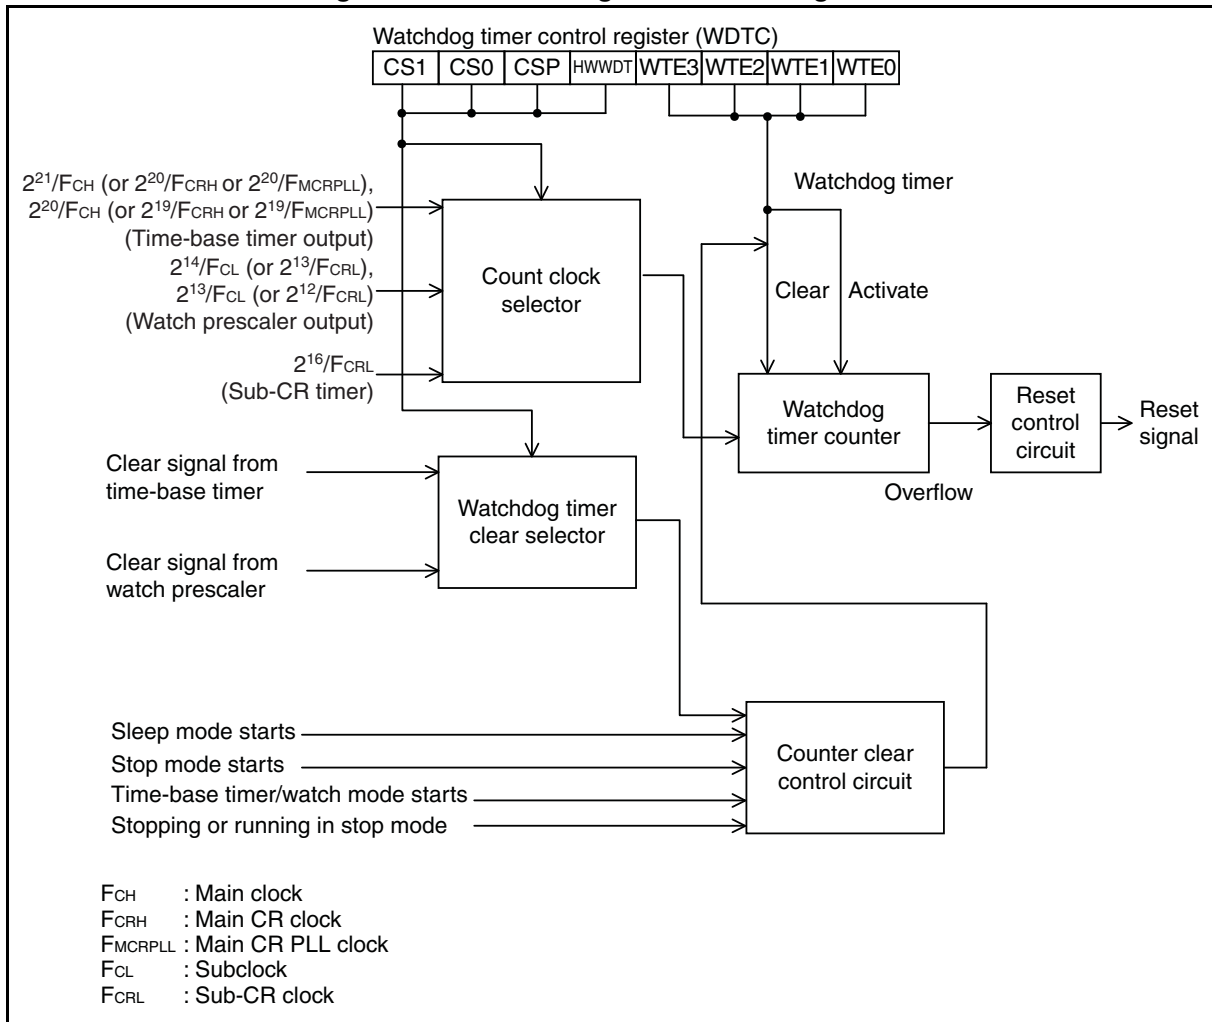 Watchdog timer control register (WDTC)
CS1 CS0 CSP HWWDT WTE3 WTE2 WTE1 WTE0
2²¹/FCH (or 2²⁰/FCRH or 2²⁰/FMCRPLL),
2²⁰/FCH (or 2¹⁹/FCRH or 2¹⁹/FMCRPLL)
(Time-base timer output)
2¹⁴/FCL (or 2¹³/FCRL),
2¹³/FCL (or 2¹²/FCRL)
(Watch prescaler output)
2¹⁶/FCRL
(Sub-CR timer)
Count clock
selector
Watchdog timer
Clear Activate
Watchdog
timer counter
Reset
control
circuit
Reset
signal
Overflow
Clear signal from
time-base timer
Watchdog timer
clear selector
Clear signal from
watch prescaler
Sleep mode starts
Stop mode starts
Time-base timer/watch mode starts
Stopping or running in stop mode
Counter clear
control circuit
FCH : Main clock
FCRH : Main CR clock
FMCRPLL : Main CR PLL clock
FCL : Subclock
FCRL : Sub-CR clock